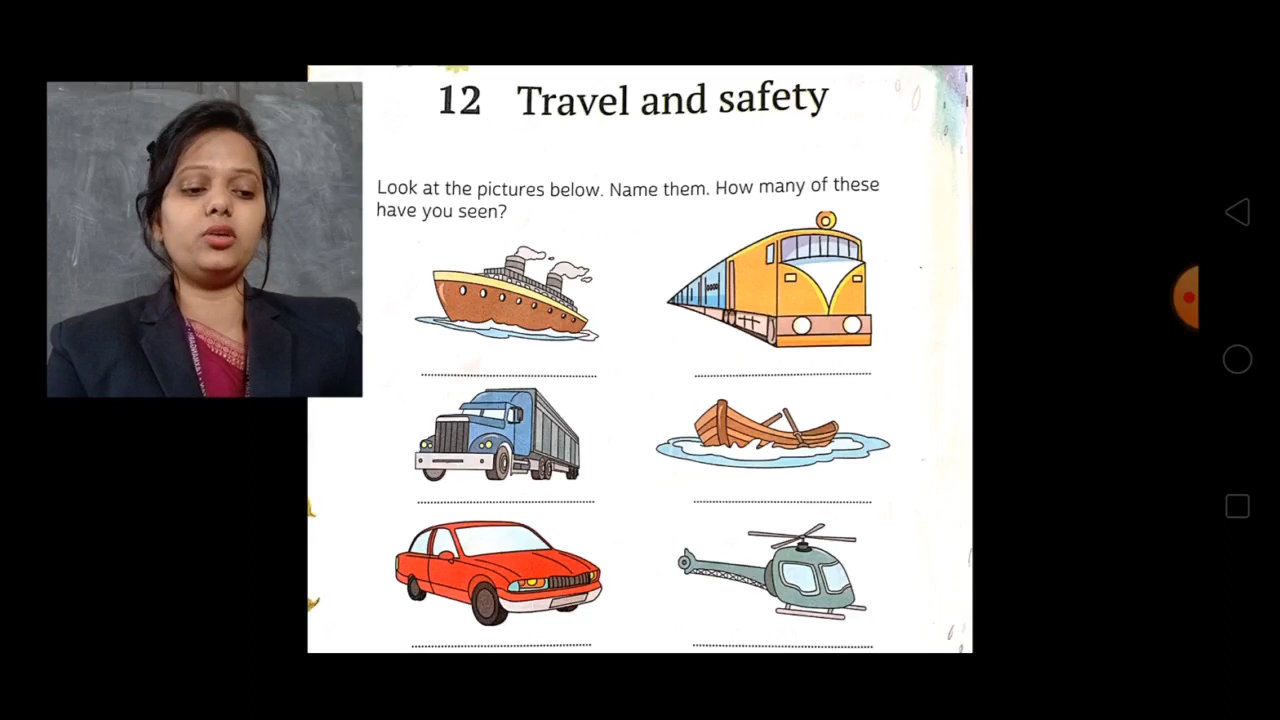 12 Travel and safety
Look at the pictures below. Name them. How many of these
have you seen?